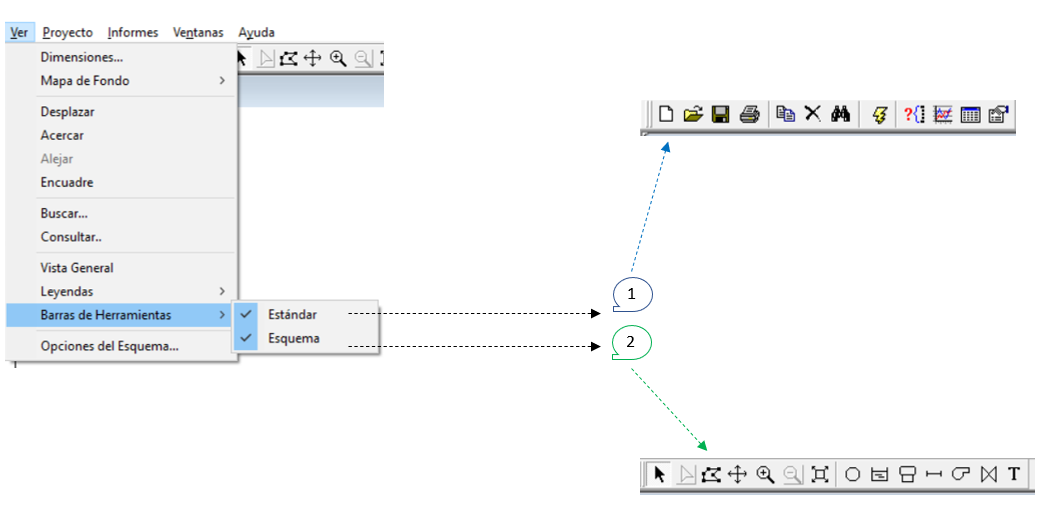 Ver Proyecto Informes Ventanas Ayuda
Dimensiones...
Mapa de Fondo
Desplazar
Acercar
Alejar
Encuadre
Buscar...
Consultar..
Vista General
Leyendas
Barras de Herramientas
Estándar
Esquema
Opciones del Esquema...
1
2
?{
T